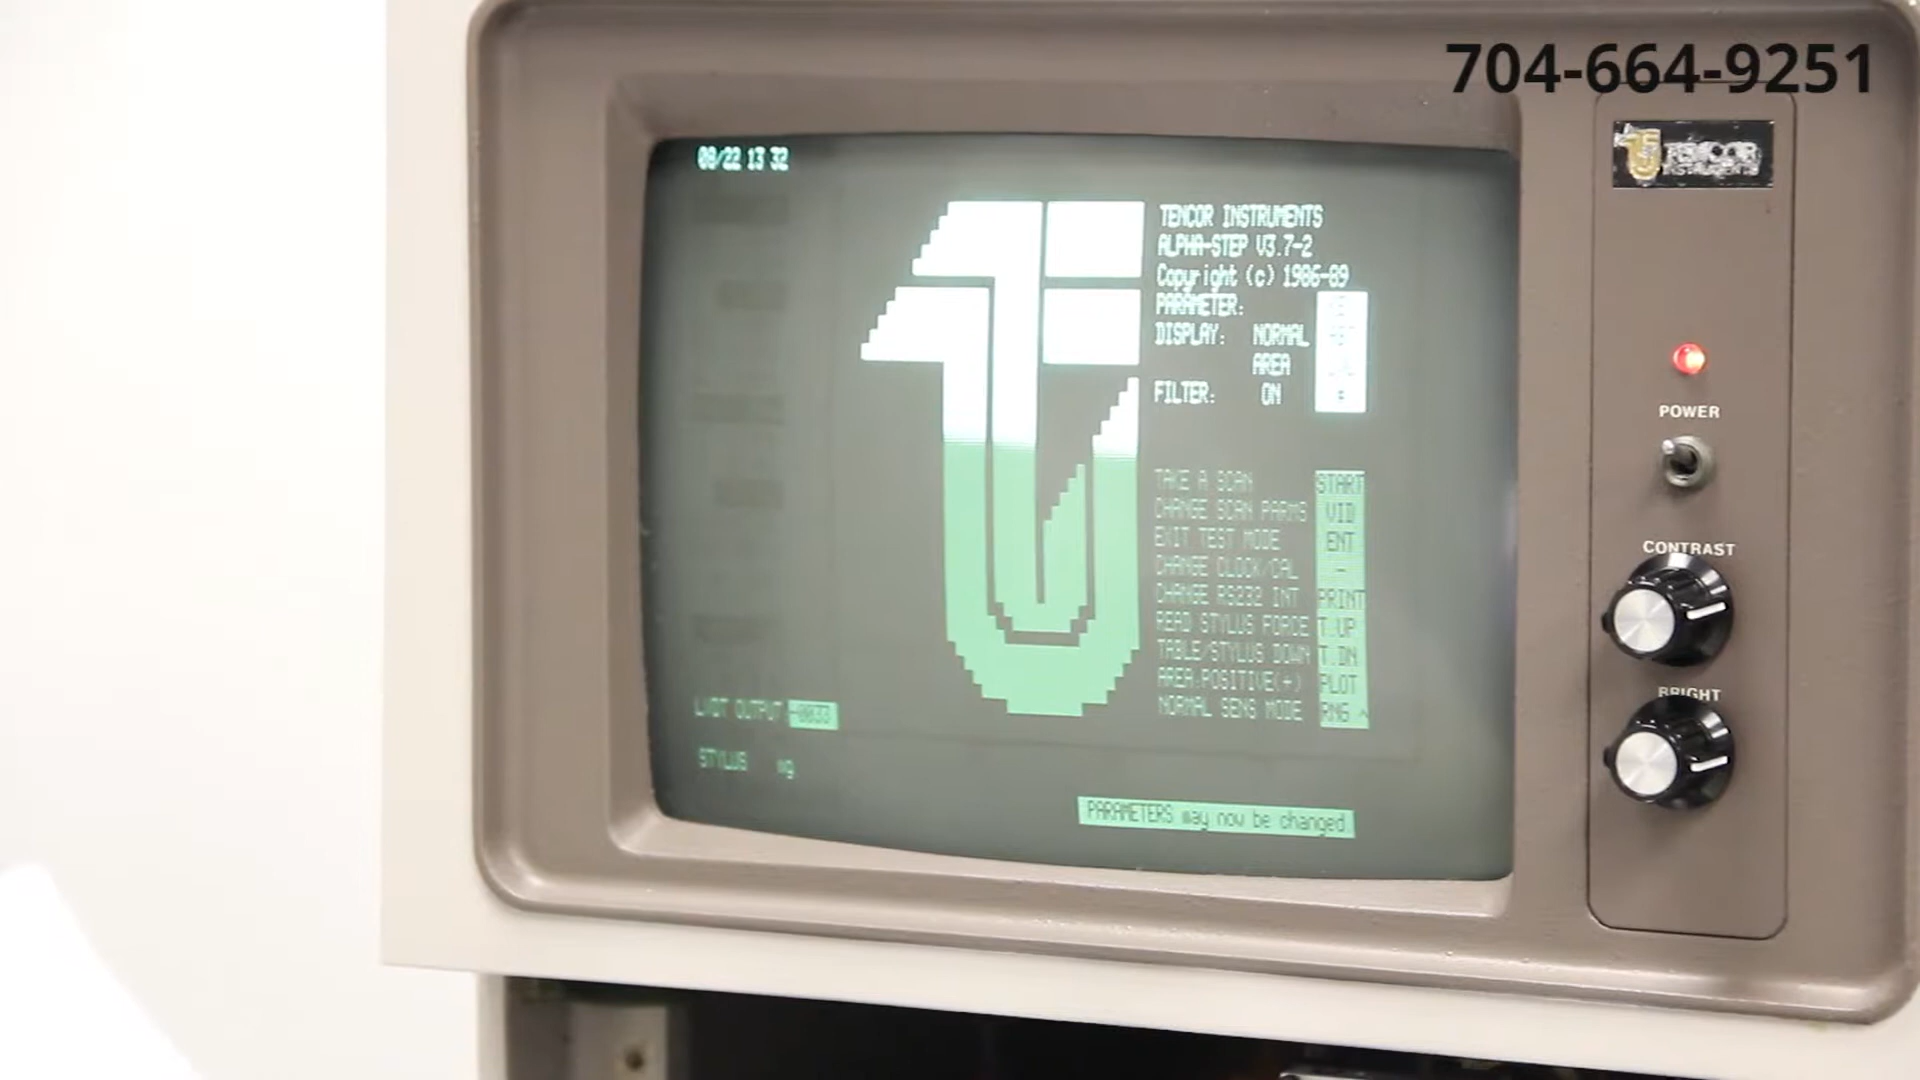 704-664-9251
TENCOR
INSTRUMENTS
08/22 13 32
TENCOR INSTRUMENTS
ALPHA-STEP V3.7-2
Copyright (c) 1986-89
PARAMETER:
DISPLAY: NORMAL
AREA
FILTER: ON
TAKE A SCAN START
CHANGE SCAN PARMS VID
EXIT TEST MODE ENT
CHANGE CLOCK/CAL -
CHANGE RS232 INT PRINT
READ STYLUS FORCE T.UP
TABLE/STYLUS DOWN T.DN
AREA:POSITIVE(+) PLOT
NORMAL SENS MODE RNG ^
LVDT OUTPUT
STYLUS mg
PARAMETERS may now be changed.
POWER
CONTRAST
BRIGHT